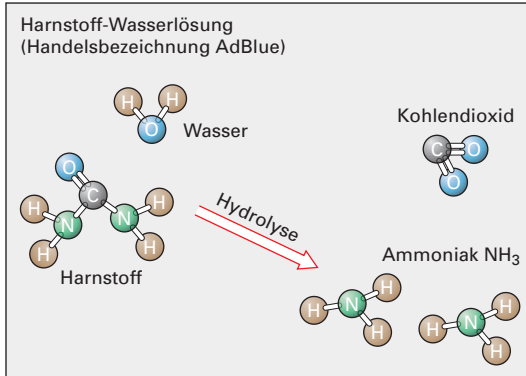 Harnstoff-Wasserlösung
(Handelsbezeichnung AdBlue)
H H
O
Wasser
Kohlendioxid
C O
O
O
C
H N N H
H H
Harnstoff
Hydrolyse
Ammoniak NH₃
H N H
H
H N H
H